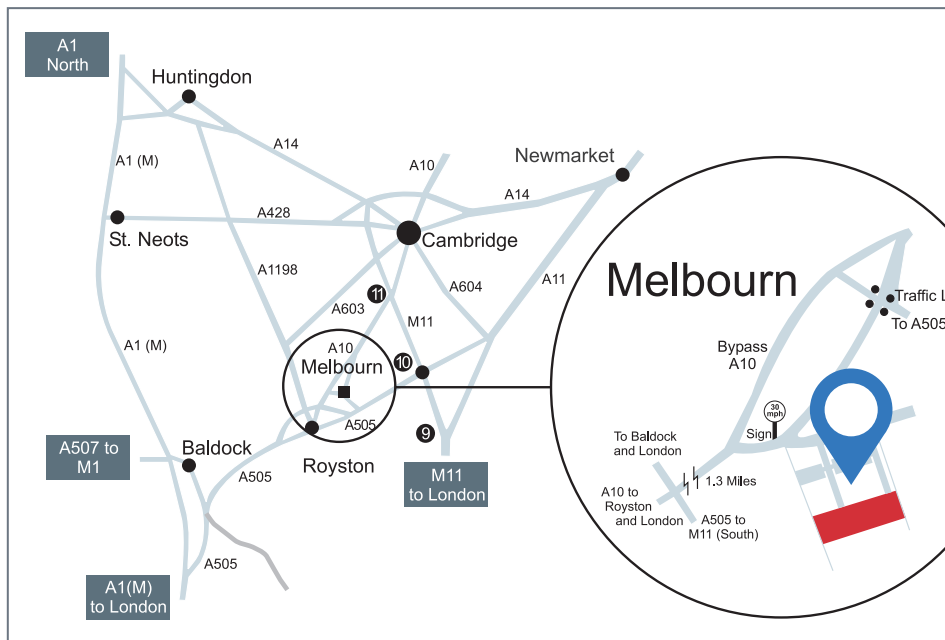 A1
North
Huntingdon
A14
A1 (M)
A10
Newmarket
A14
A428
St. Neots
Cambridge
A1198
A604
A11
A603
11
M11
A1 (M)
A10
Melbourn
10
A505
9
A507 to
M1
Baldock
Royston
A505
M11
to London
A505
A1(M)
to London
Melbourn
Traffic L
To A505
Bypass
A10
30
mph
Sign
To Baldock
and London
1.3 Miles
A10 to
Royston
and London
A505 to
M11 (South)